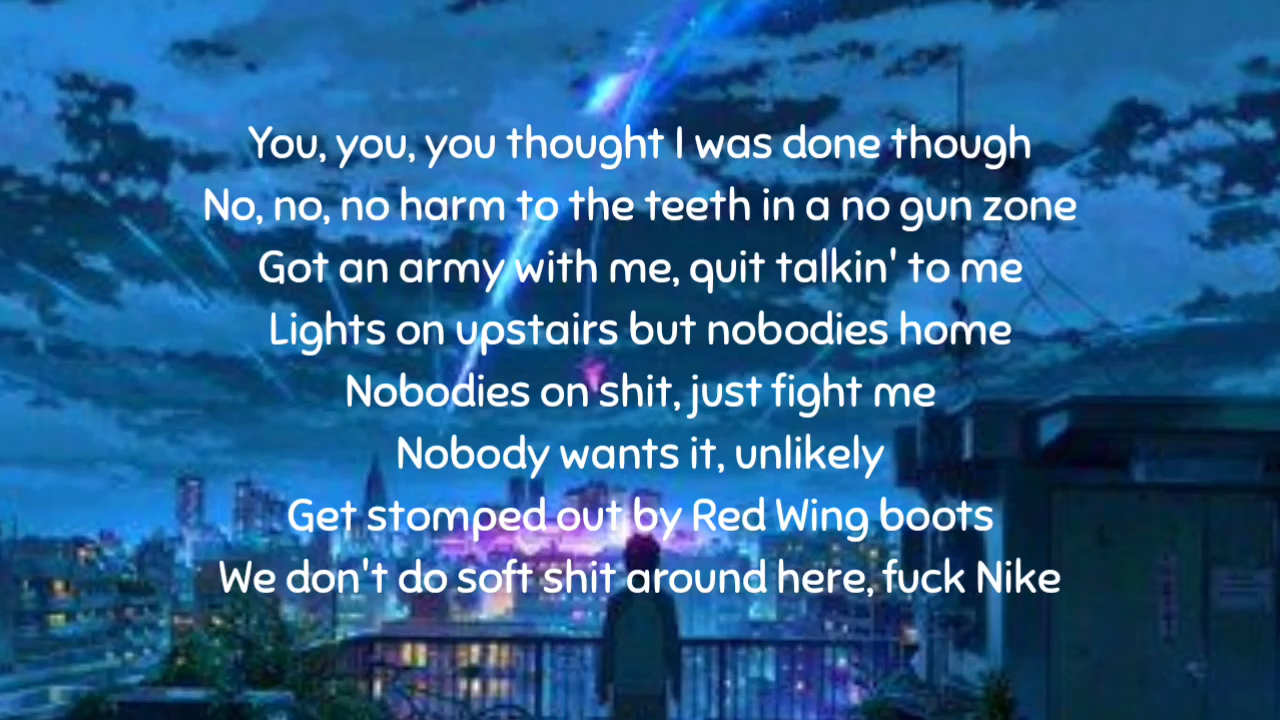 You, you, you thought I was done though
No, no, no harm to the teeth in a no gun zone
Got an army with me, quit talkin' to me
Lights on upstairs but nobodies home
Nobodies on shit, just fight me
Nobody wants it, unlikely
Get stomped out by Red Wing boots
We don't do soft shit around here, fuck Nike